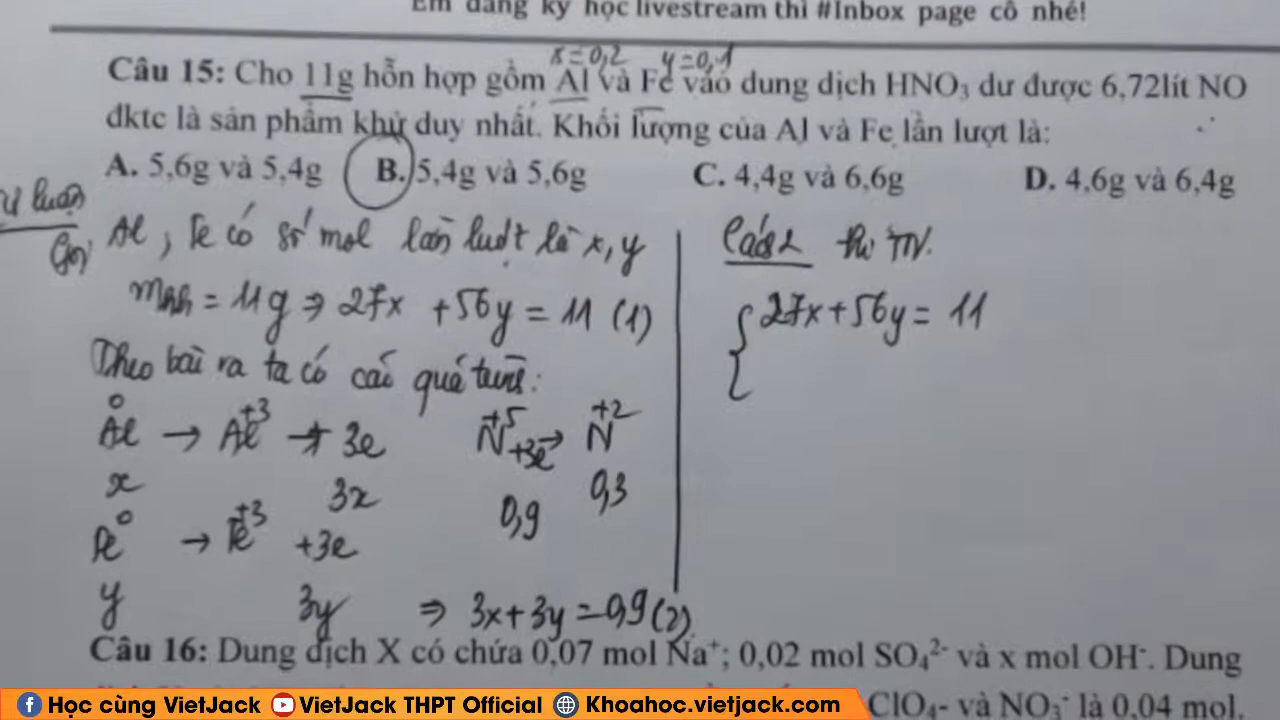 Em đăng ký học livestream thì #Inbox page cô nhé!
x = 0,2 y = 0,1
Câu 15: Cho 11g hỗn hợp gồm Al và Fe vào dung dịch HNO₃ dư được 6,72lít NO
đktc là sản phẩm khử duy nhất. Khối lượng của Al và Fe lần lượt là:
A. 5,6g và 5,4g B. 5,4g và 5,6g C. 4,4g và 6,6g D. 4,6g và 6,4g
Tự luận
Gọi Al, Fe có số mol lần lượt là x, y
mhh = 11g ⇒ 27x + 56y = 11 (1)
Theo bài ra ta có các quá trình:
Al⁰ → Al⁺³ + 3e N⁺⁵ +3e → N⁺²
x 3x 0,9 0,3
Fe⁰ → Fe⁺³ +3e
y 3y ⇒ 3x + 3y = 0,9 (2)
Cách 2 thi TN.
{ 27x + 56y = 11
Câu 16: Dung dịch X có chứa 0,07 mol Na⁺; 0,02 mol SO₄²⁻ và x mol OH⁻. Dung
ClO₄- và NO₃⁻ là 0,04 mol.
Học cùng VietJack VietJack THPT Official Khoahoc.vietjack.com